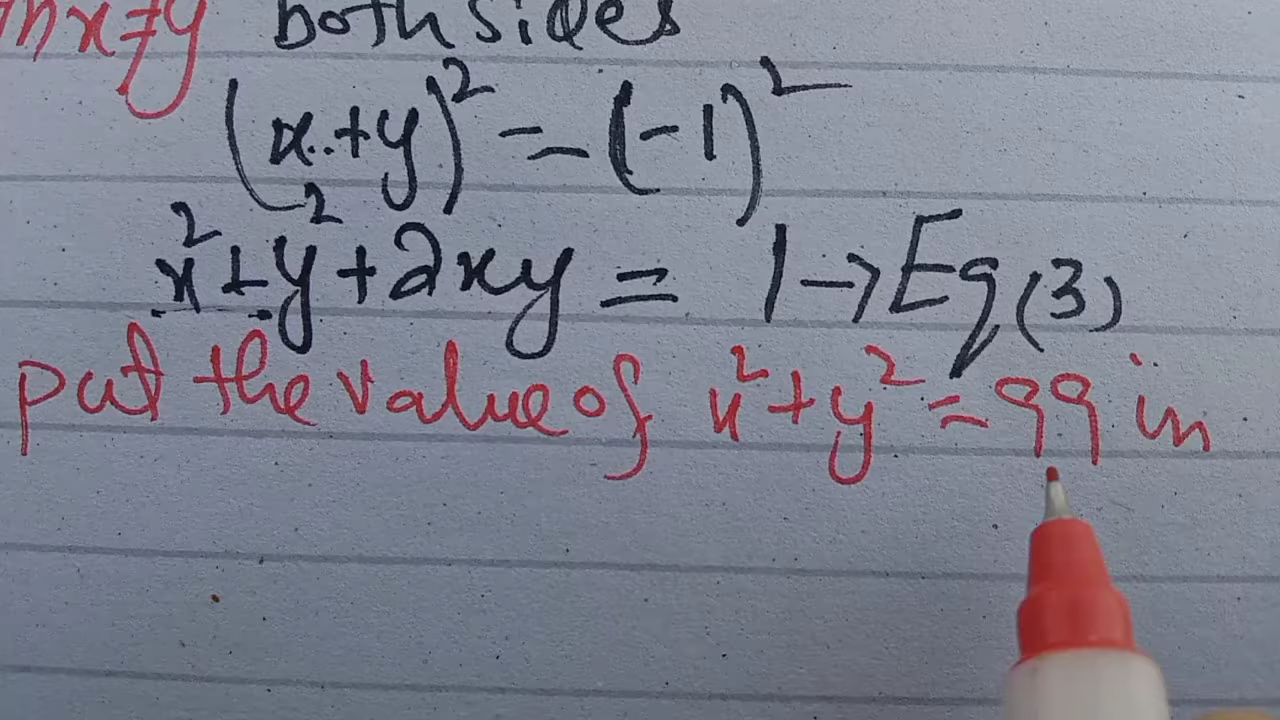 x≠y both sides
(x+y)² = (-1)²
x²+y²+2xy = 1 → Eq(3)
put the value of x²+y² = 99 in